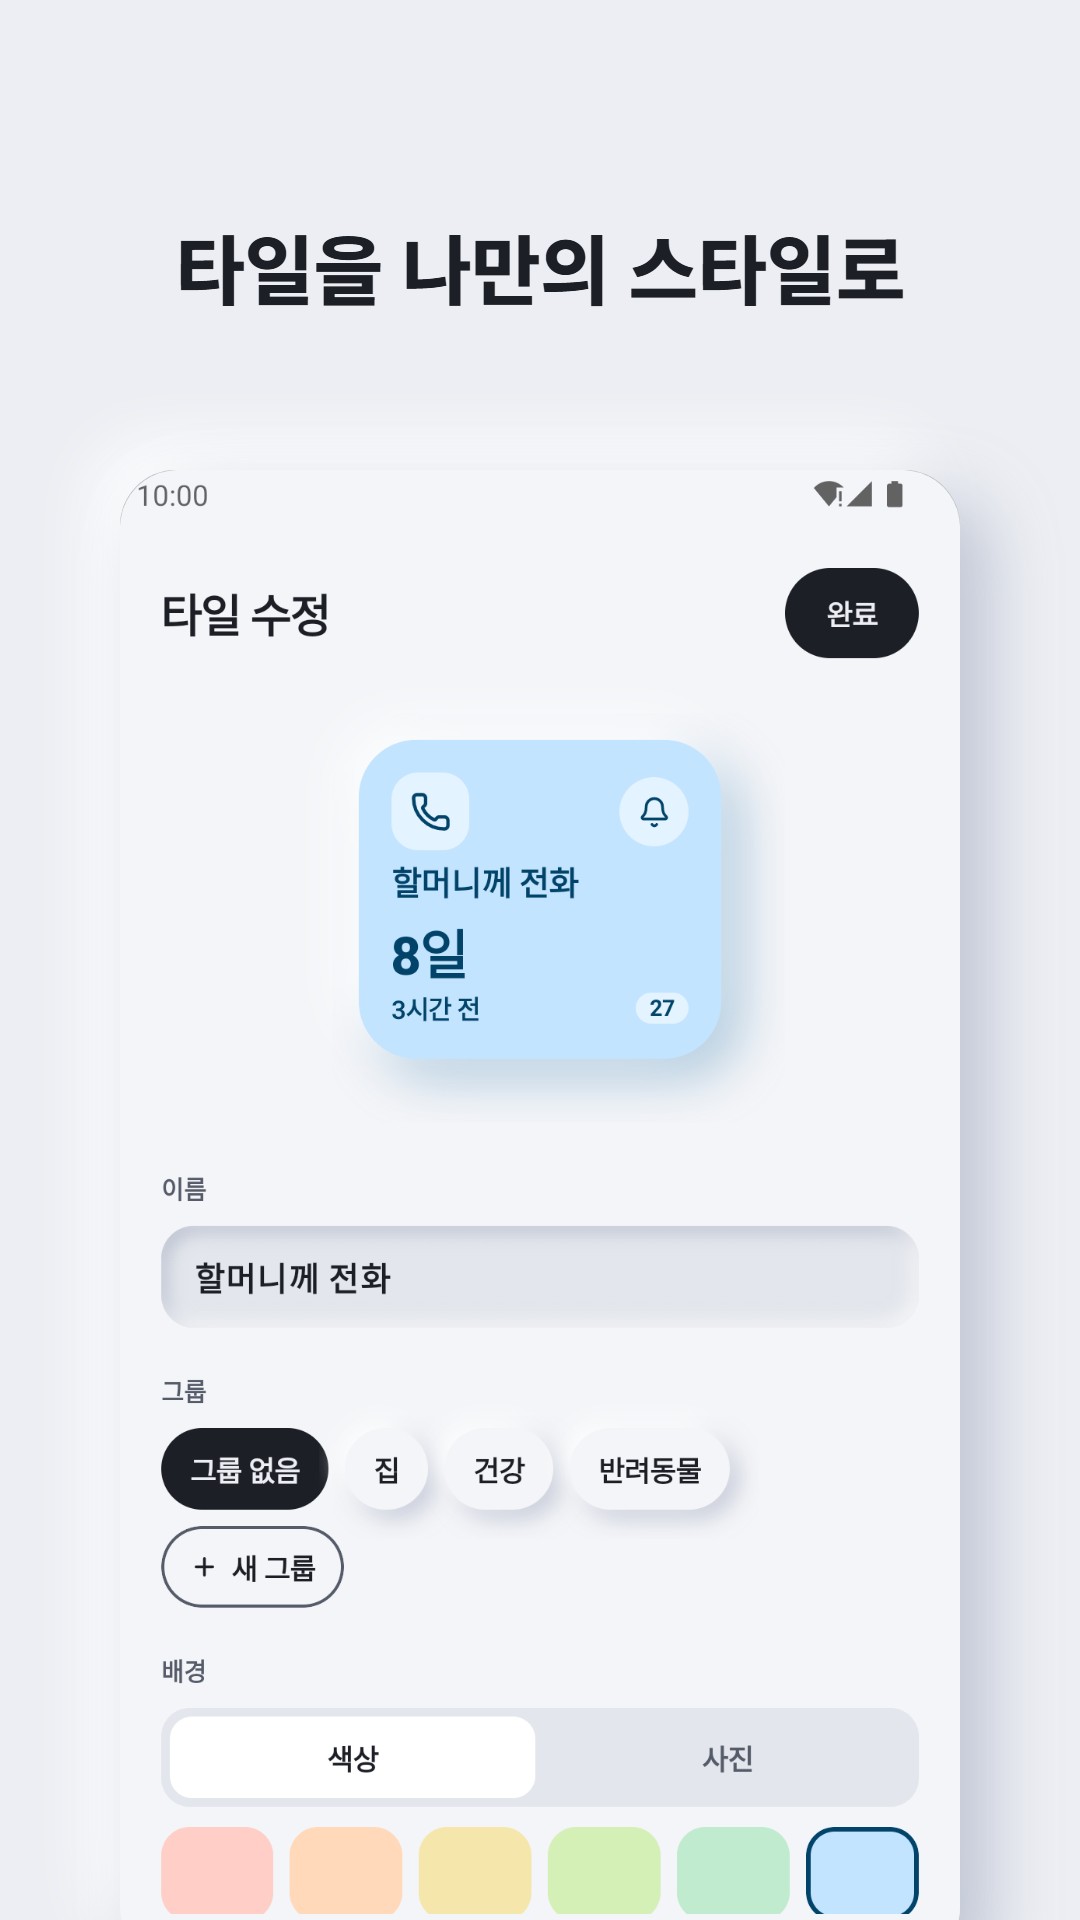 타일을 나만의 스타일로
10:00
타일 수정
완료
할머니께 전화
8일
3시간 전
27
이름
할머니께 전화
그룹
그룹 없음
집
건강
반려동물
+ 새 그룹
배경
색상
사진